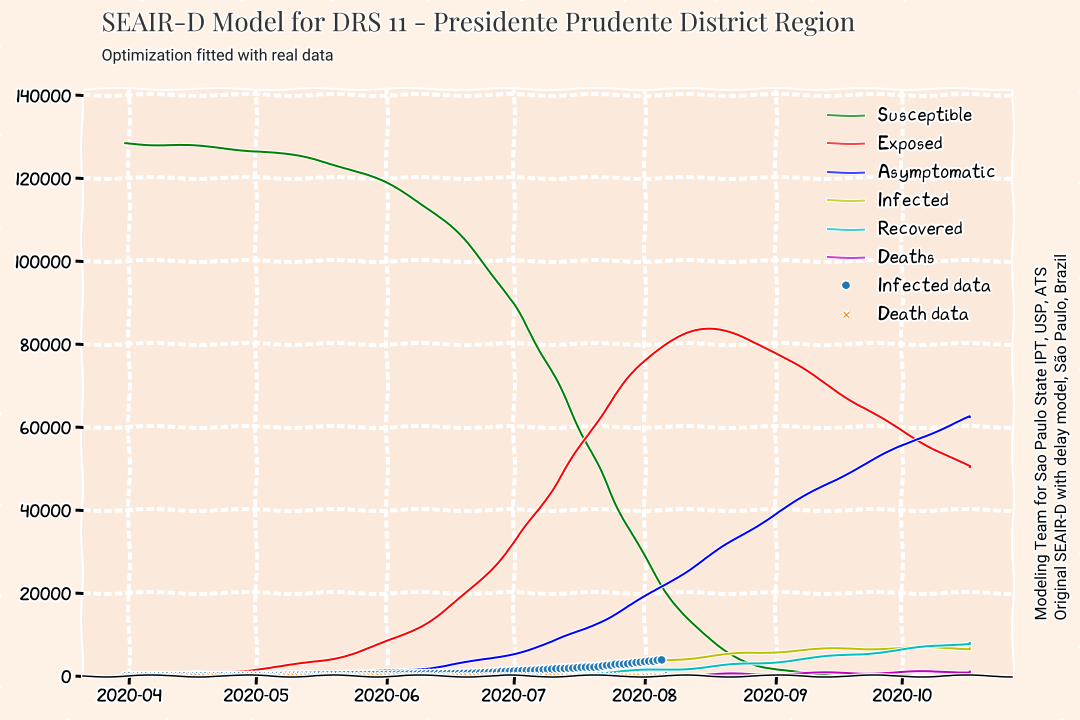 SEAIR-D Model for DRS 11 - Presidente Prudente District Region
Optimization fitted with real data
140000
120000
100000
80000
60000
40000
20000
0
2020-04
2020-05
2020-06
2020-07
2020-08
2020-09
2020-10
Susceptible
Exposed
Asymptomatic
Infected
Recovered
Deaths
Infected data
Death data
Modeling Team for Sao Paulo State IPT, USP, ATS
Original SEAIR-D with delay model, São Paulo, Brazil